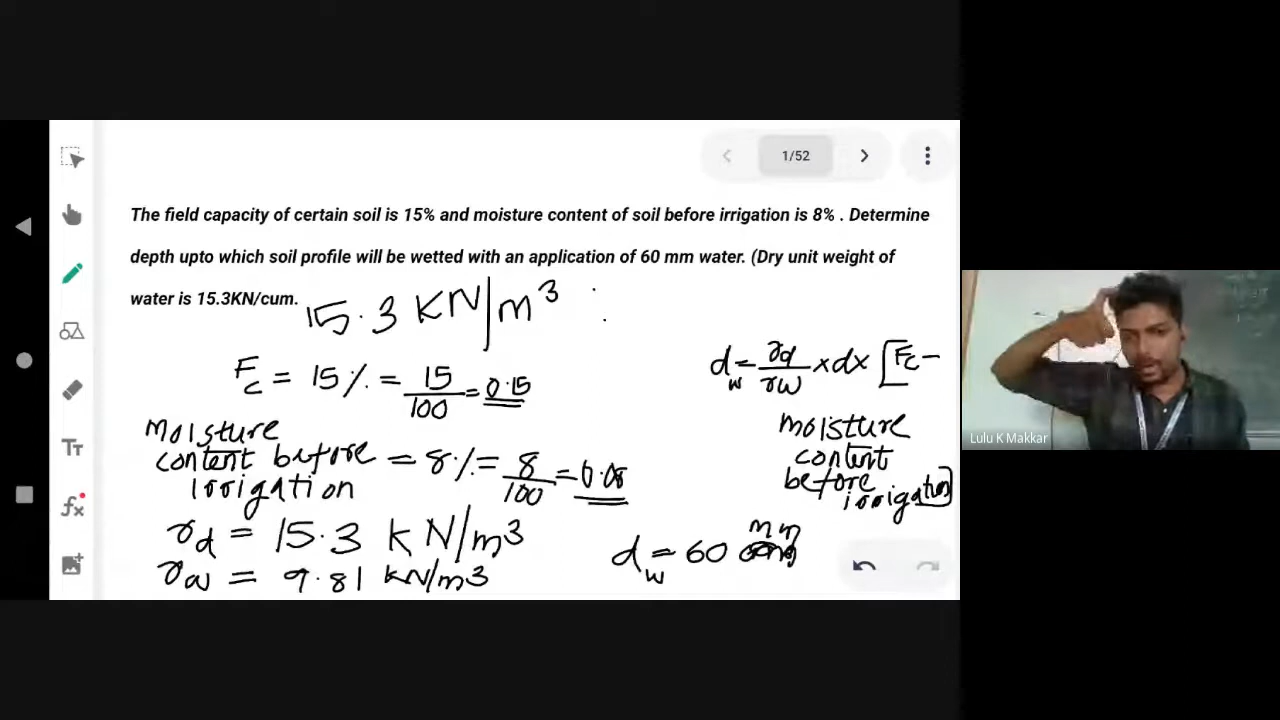 1/52
The field capacity of certain soil is 15% and moisture content of soil before irrigation is 8% . Determine
depth upto which soil profile will be wetted with an application of 60 mm water. (Dry unit weight of
water is 15.3KN/cum.
15.3 KN/m³
Fc = 15% = 15/100 = 0.15
dw = γd/γw × dx [Fc –
moisture
content
before
irrigation]
moisture
content before = 8% = 8/100 = 0.08
irrigation
γd = 15.3 KN/m³
γw = 9.81 KN/m³
dw = 60 mm
Tт
fx
Lulu K Makkar